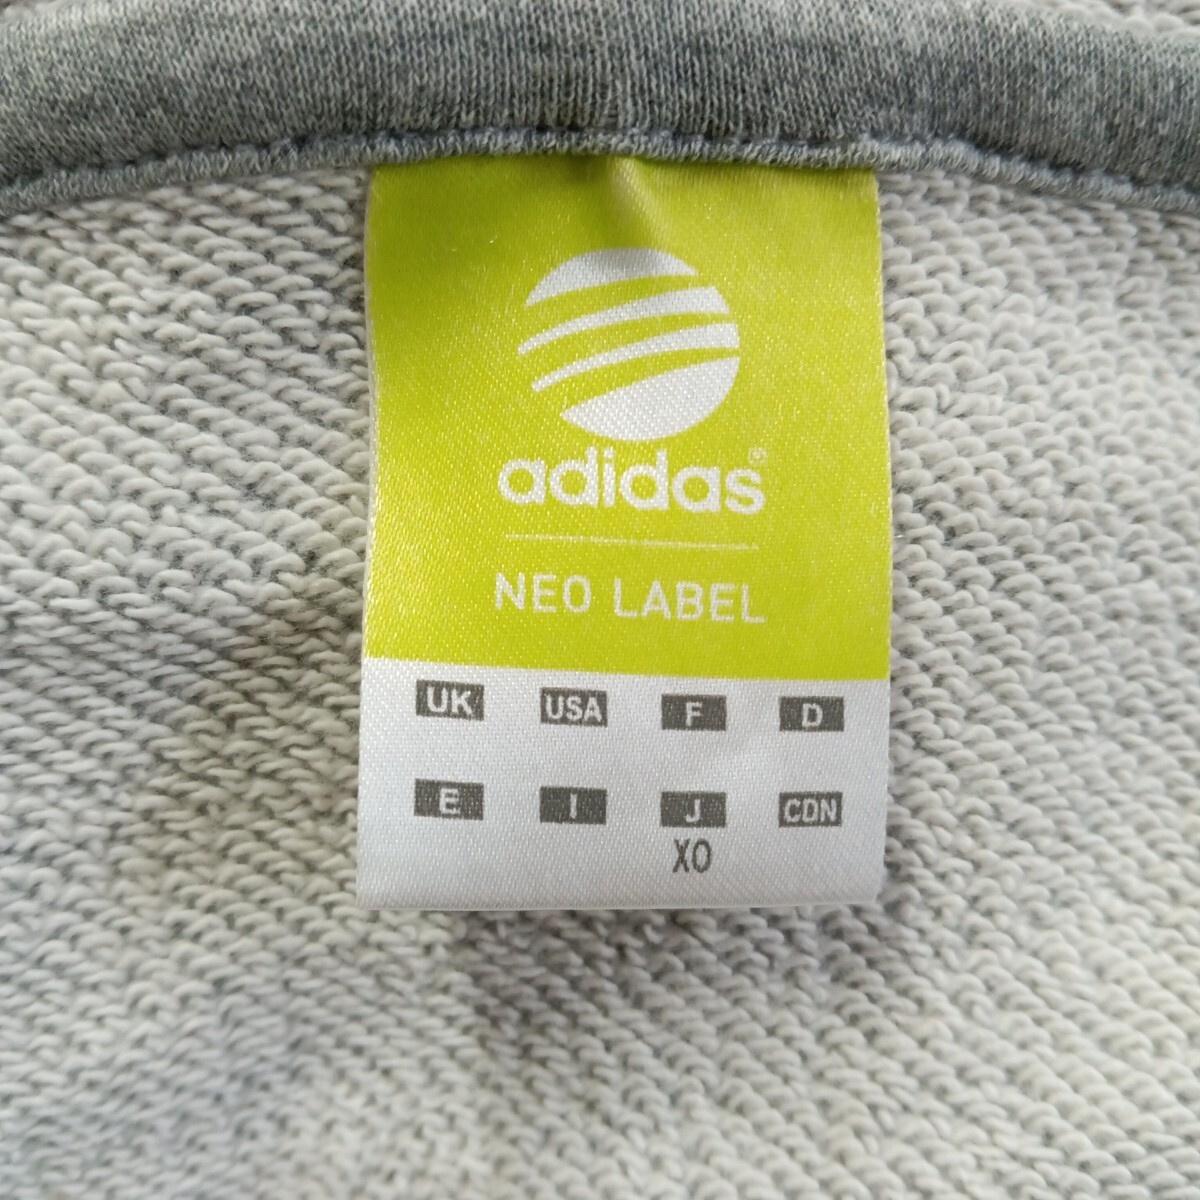 adidas®
NEO LABEL
UK USA F D
E I J CDN
XO